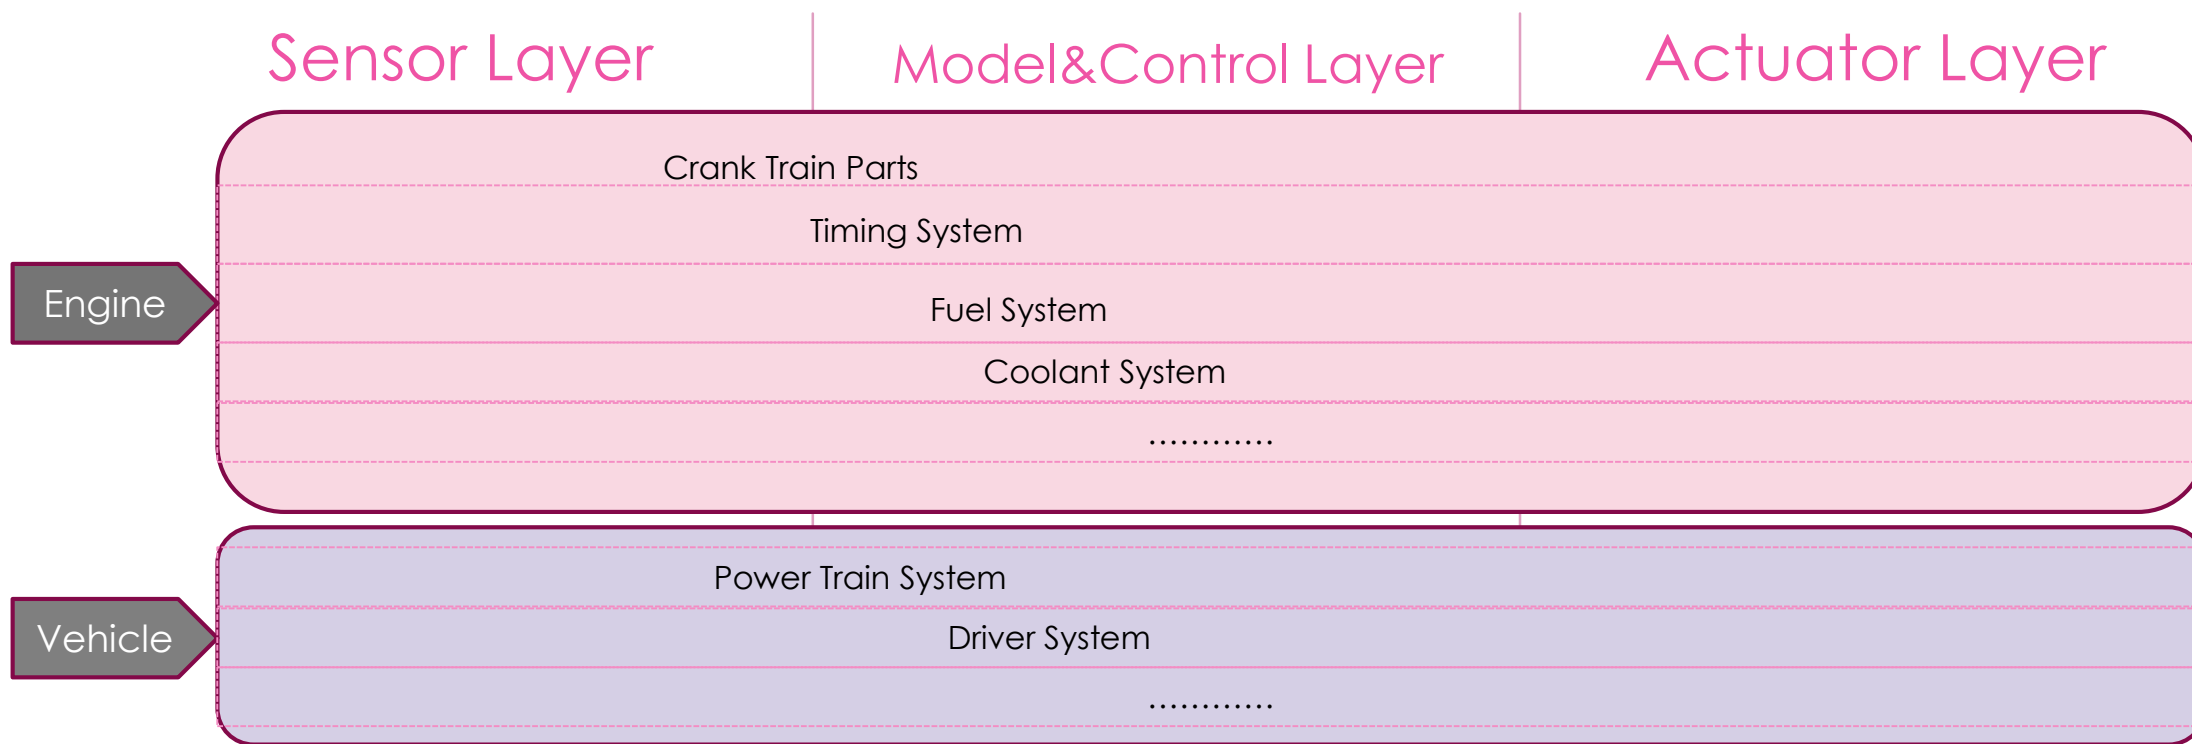 Sensor Layer
Model&Control Layer
Actuator Layer
Crank Train Parts
Timing System
Engine
Fuel System
Coolant System
............
Power Train System
Vehicle
Driver System
............